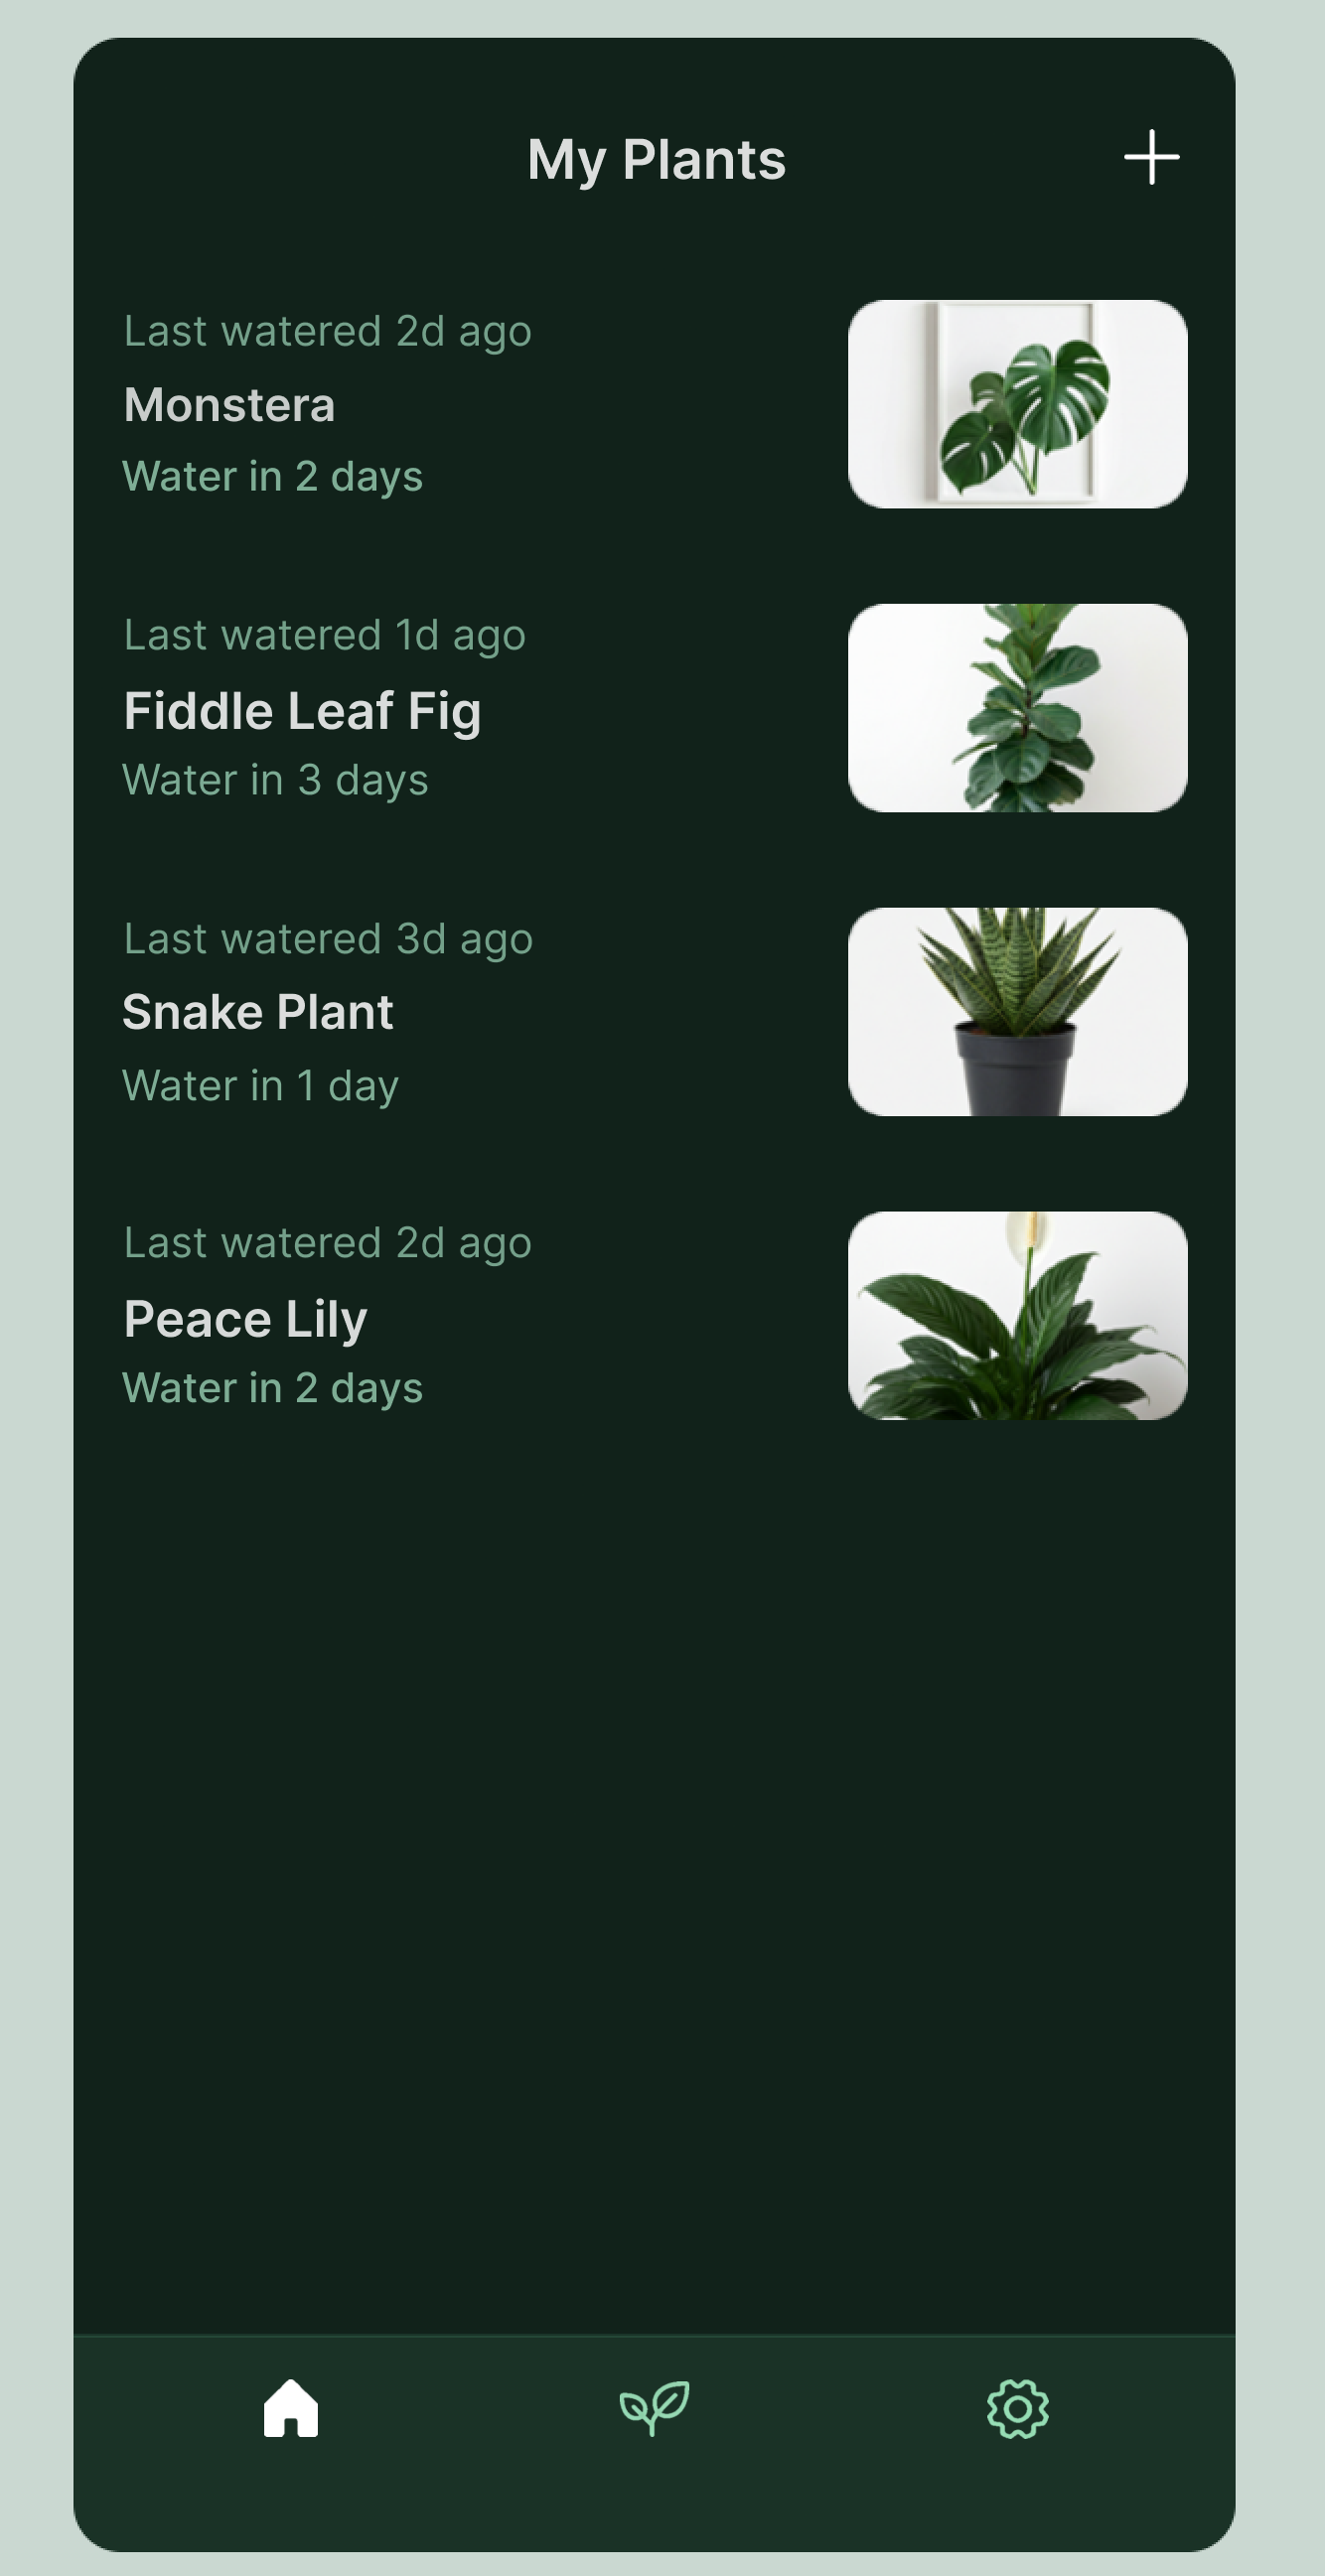 My Plants
Last watered 2d ago
Monstera
Water in 2 days
Last watered 1d ago
Fiddle Leaf Fig
Water in 3 days
Last watered 3d ago
Snake Plant
Water in 1 day
Last watered 2d ago
Peace Lily
Water in 2 days